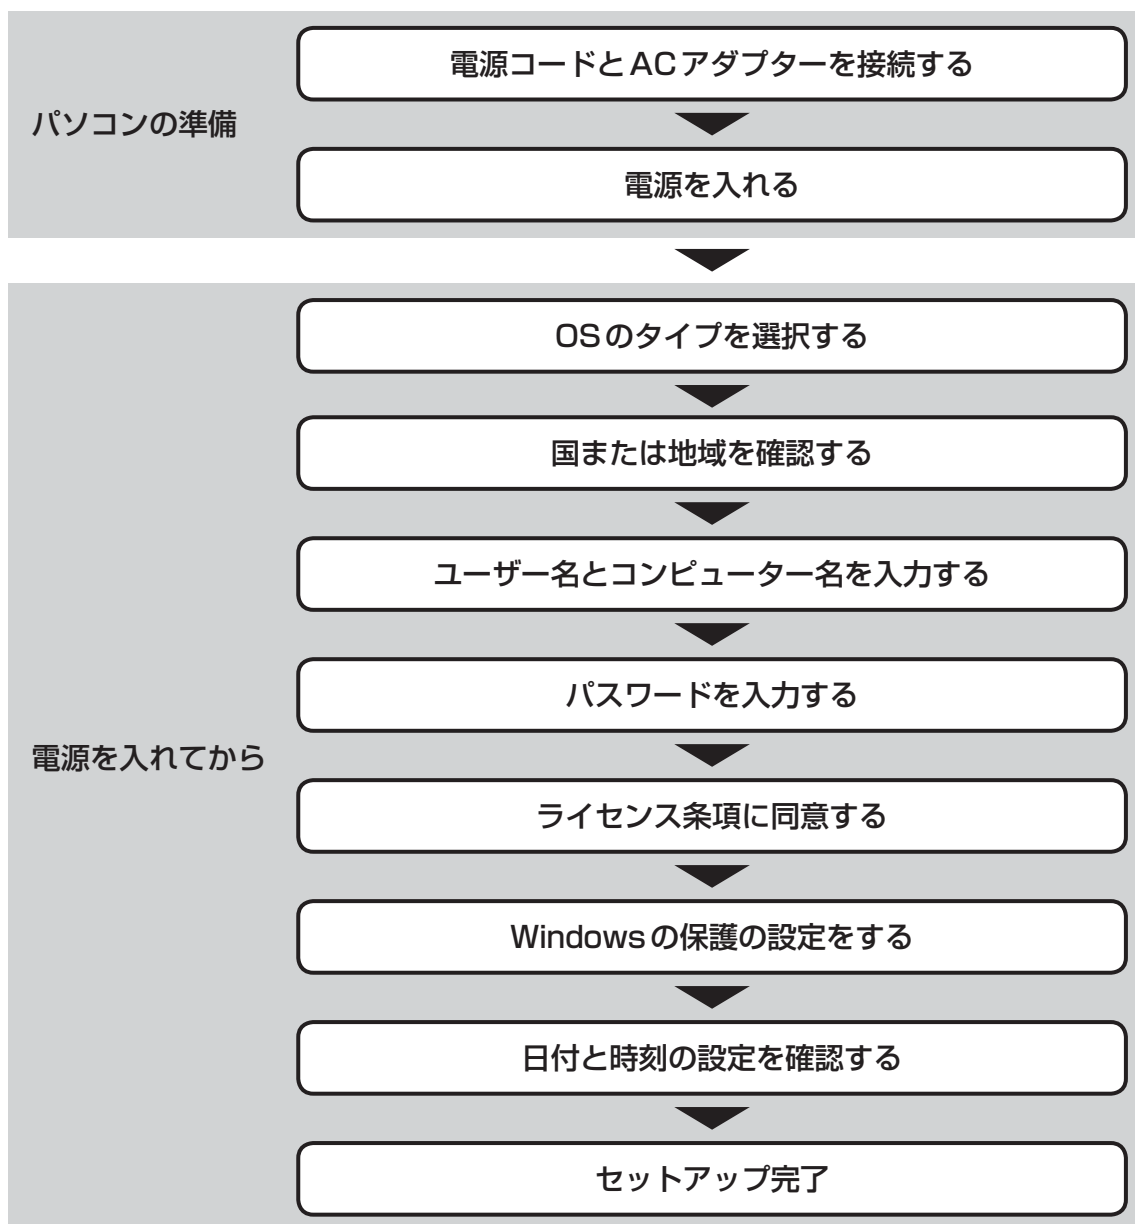 パソコンの準備
電源コードとACアダプターを接続する
電源を入れる
電源を入れてから
OSのタイプを選択する
国または地域を確認する
ユーザー名とコンピューター名を入力する
パスワードを入力する
ライセンス条項に同意する
Windowsの保護の設定をする
日付と時刻の設定を確認する
セットアップ完了